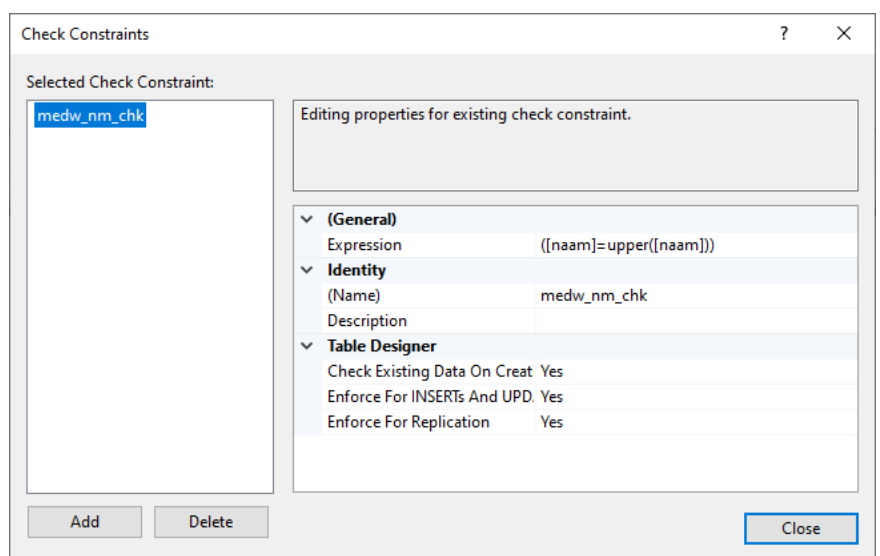 Check Constraints
?
Selected Check Constraint:
medw_nm_chk
Editing properties for existing check constraint.
(General)
Expression ([naam]=upper([naam]))
Identity
(Name) medw_nm_chk
Description
Table Designer
Check Existing Data On Creat Yes
Enforce For INSERTs And UPD. Yes
Enforce For Replication Yes
Add Delete
Close